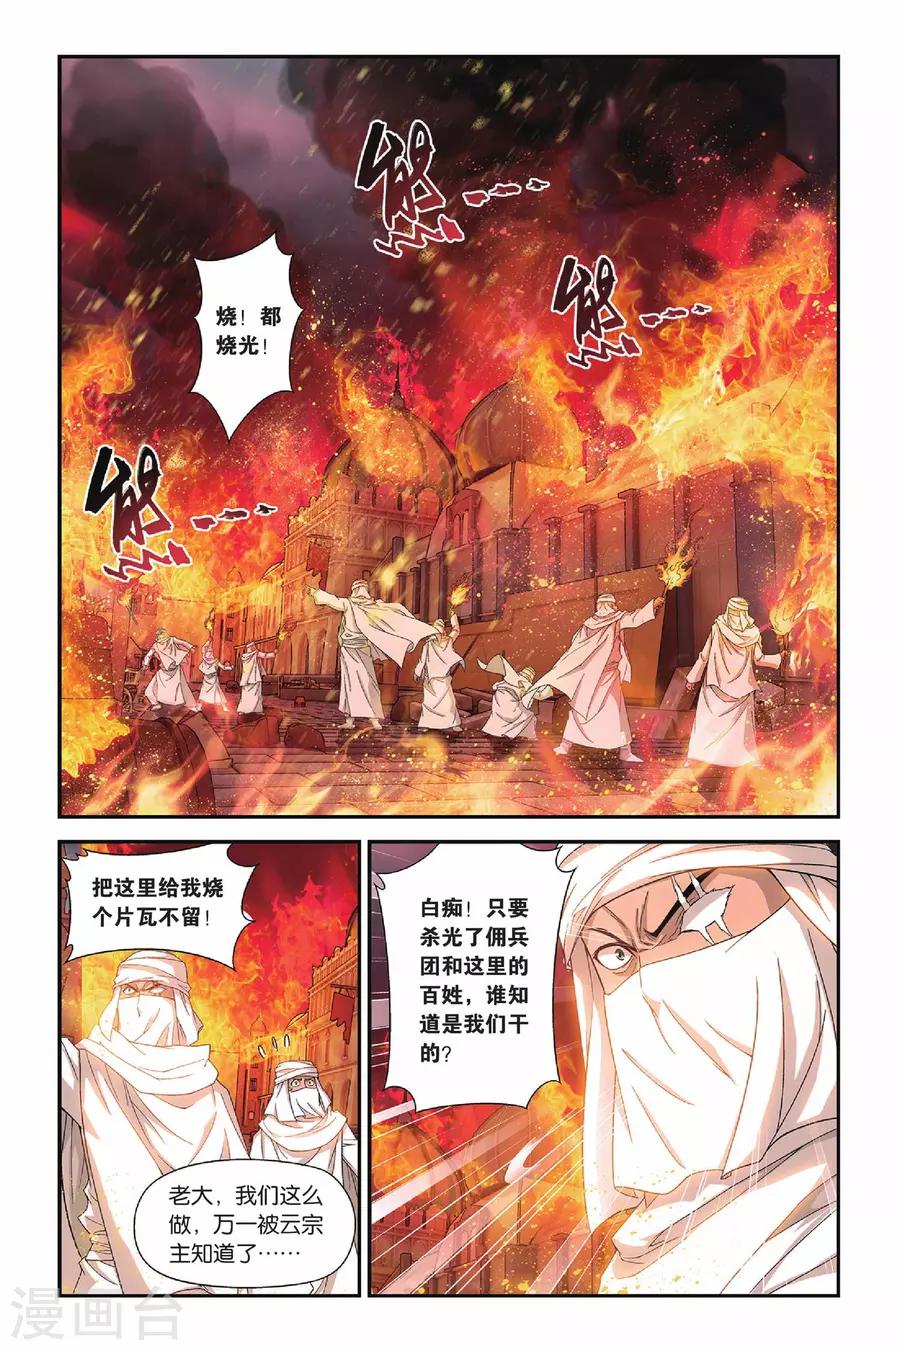 熊
熊
烧！都
烧光！
熊
把这里给我烧
个片瓦不留！
老大，我们这么
做，万一被云宗
主知道了……
白痴！只要
杀光了佣兵
团和这里的
百姓，谁知
道是我们干
的？
漫画台